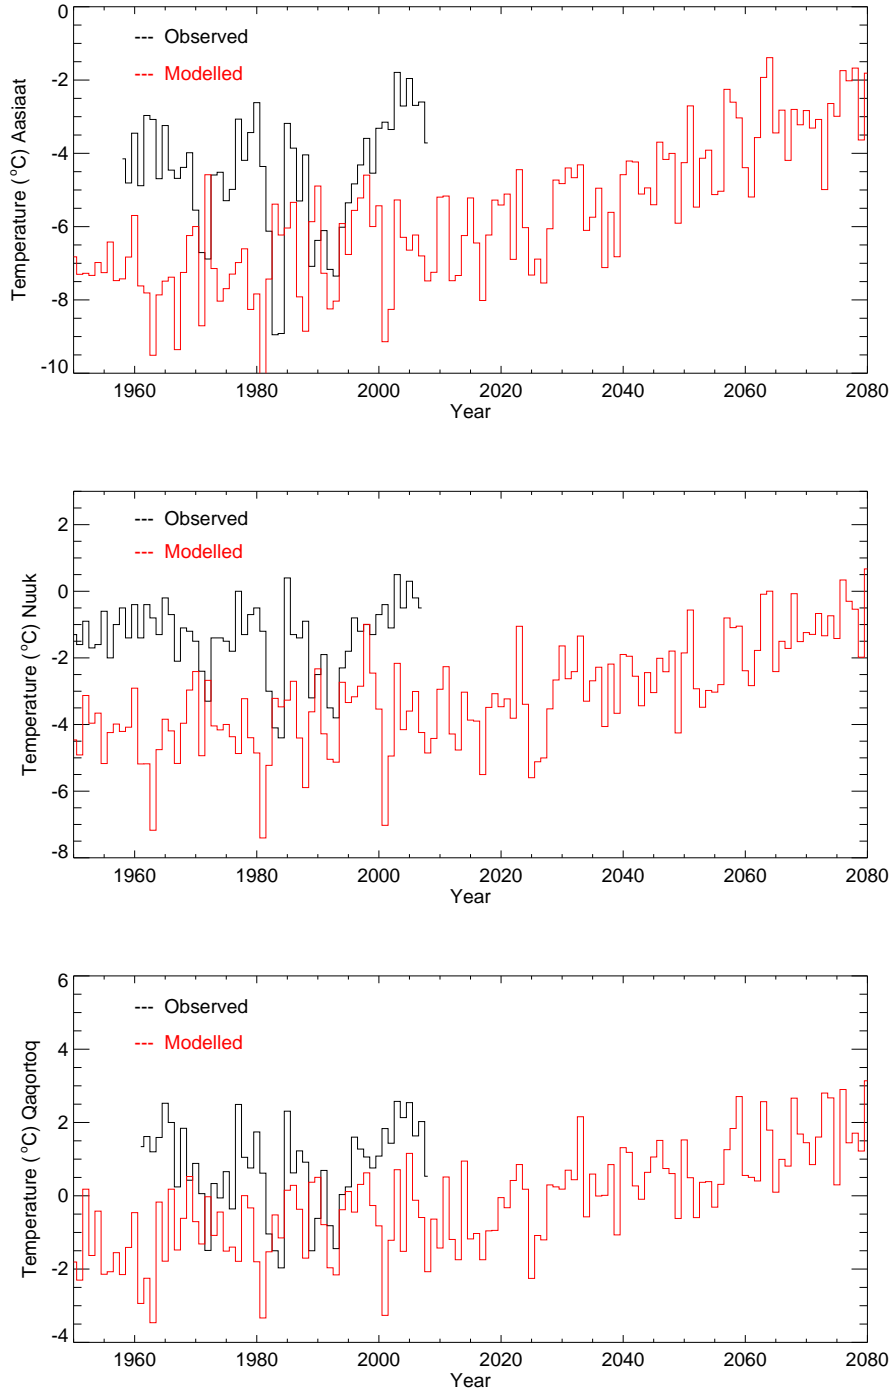 0
-2
-4
-6
-8
-10
Temperature (°C) Aasiaat
--- Observed
--- Modelled
1960 1980 2000 2020 2040 2060 2080
Year
2
0
-2
-4
-6
-8
Temperature (°C) Nuuk
--- Observed
--- Modelled
1960 1980 2000 2020 2040 2060 2080
Year
6
4
2
0
-2
-4
Temperature (°C) Qaqortoq
--- Observed
--- Modelled
1960 1980 2000 2020 2040 2060 2080
Year